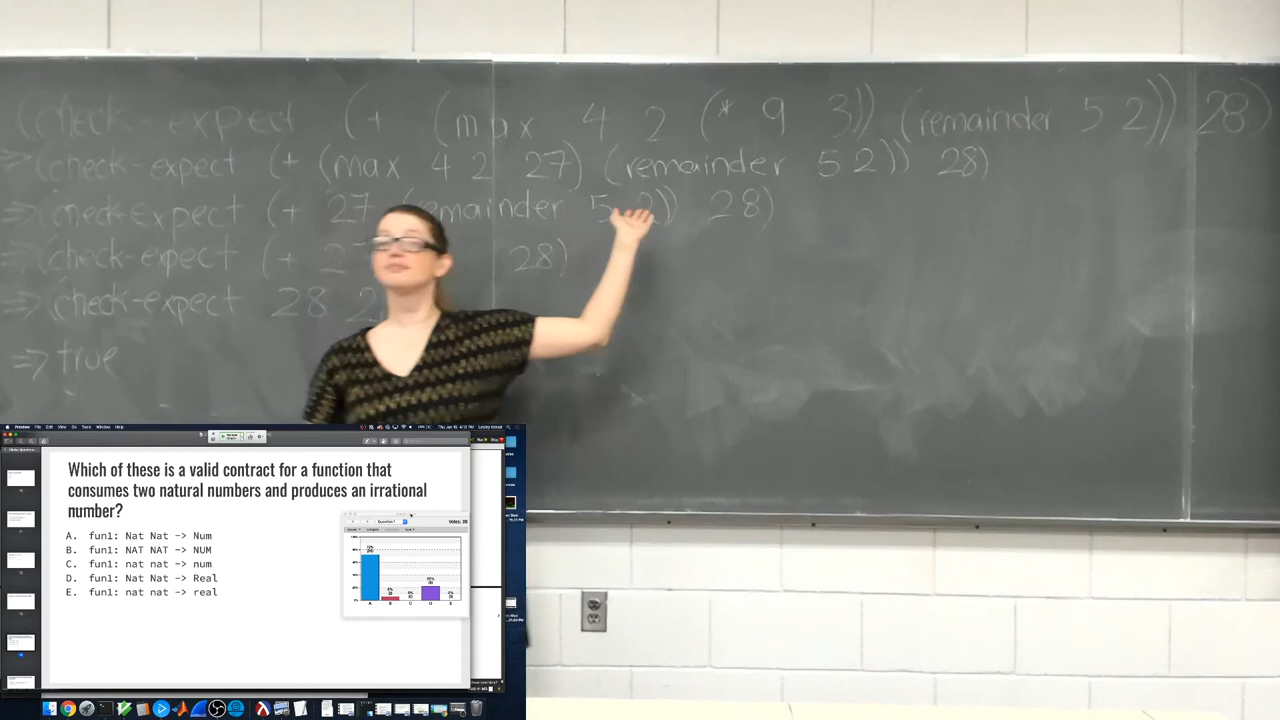 (check-expect (+ (max 4 2 (* 9 3)) (remainder 5 2)) 28)
=> (check-expect (+ (max 4 2 27) (remainder 5 2)) 28)
=> (check-expect (+ 27 (remainder 5 2)) 28)
=> (check-expect (+ 28)
=> (check-expect 28
=> true
Which of these is a valid contract for a function that
consumes two natural numbers and produces an irrational
number?
A. fun1: Nat Nat -> Num
B. fun1: NAT NAT -> NUM
C. fun1: nat nat -> num
D. fun1: Nat Nat -> Real
E. fun1: nat nat -> real
A B C D E